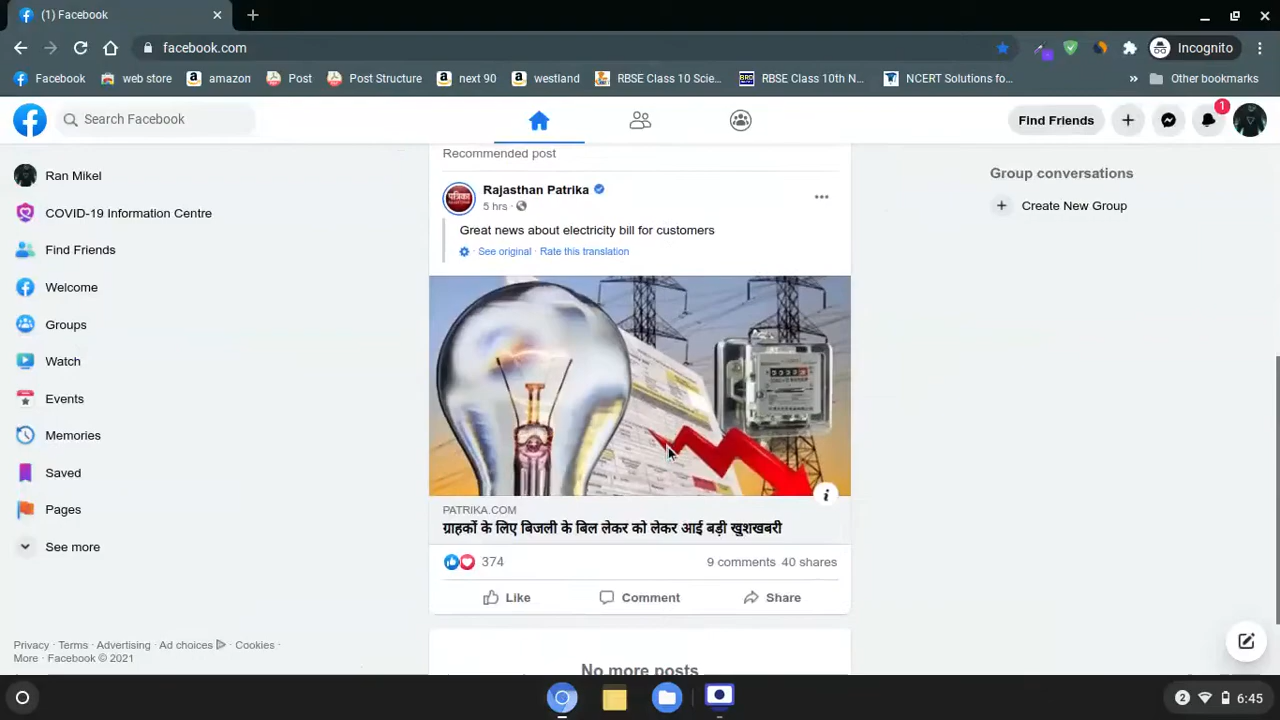 (1) Facebook
facebook.com
Incognito
Facebook
web store
amazon
Post
Post Structure
next 90
westland
RBSE Class 10 Scie...
RBSE Class 10th N...
NCERT Solutions fo...
»
Other bookmarks
Search Facebook
Find Friends
1
Ran Mikel
COVID-19 Information Centre
Find Friends
Welcome
Groups
Watch
Events
Memories
Saved
Pages
See more
Privacy · Terms · Advertising · Ad choices · Cookies ·
More · Facebook © 2021
Recommended post
पत्रिका
Rajasthan Patrika
5 hrs ·
Great news about electricity bill for customers
· See original · Rate this translation
PATRIKA.COM
ग्राहकों के लिए बिजली के बिल लेकर को लेकर आई बड़ी खुशखबरी
374
9 comments 40 shares
Like
Comment
Share
No more posts
Group conversations
Create New Group
2
6:45